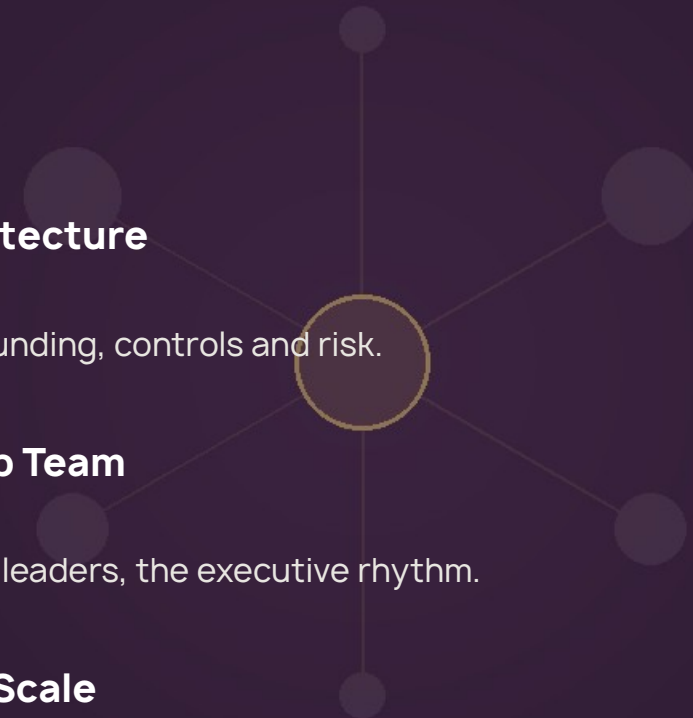 tecture
unding, controls and risk.
p Team
leaders, the executive rhythm.
Scale